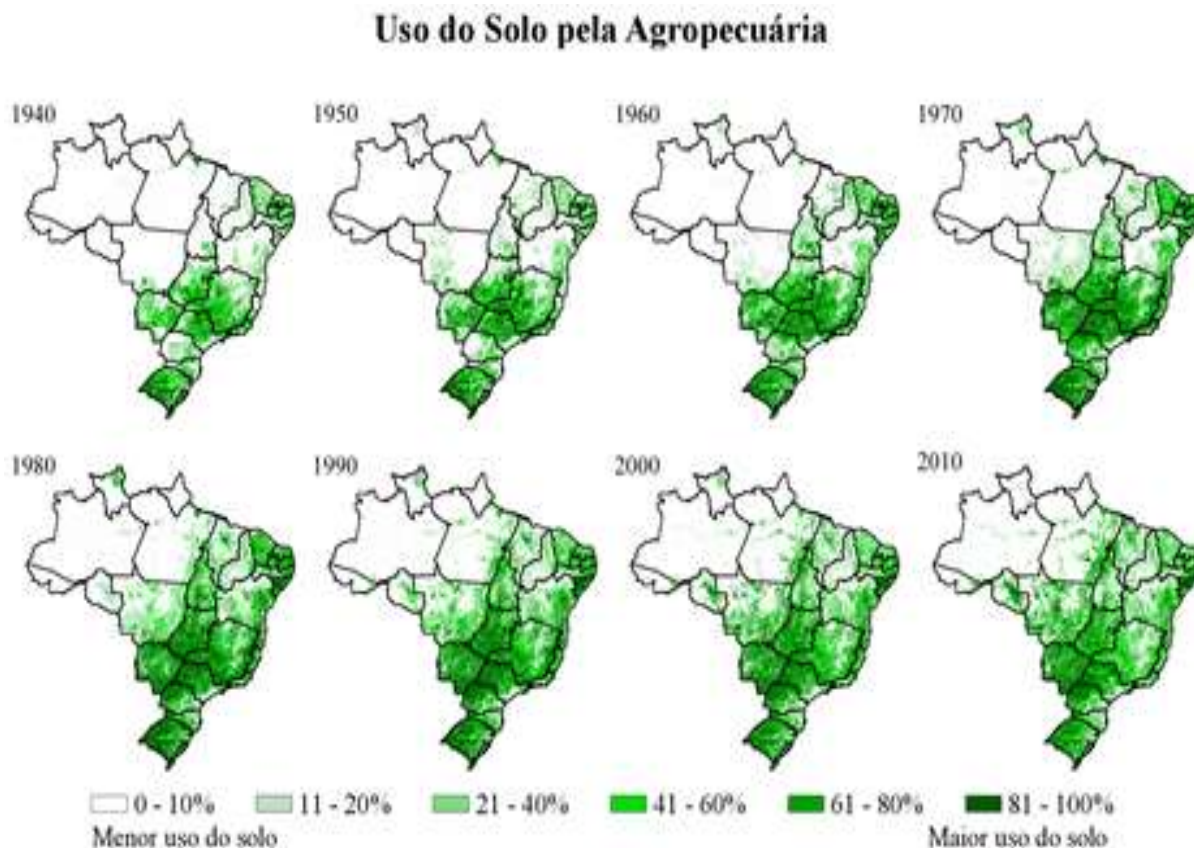 Uso do Solo pela Agropecuária
1940 1950 1960 1970
1980 1990 2000 2010
0 - 10% 11 - 20% 21 - 40% 41 - 60% 61 - 80% 81 - 100%
Menor uso do solo Maior uso do solo